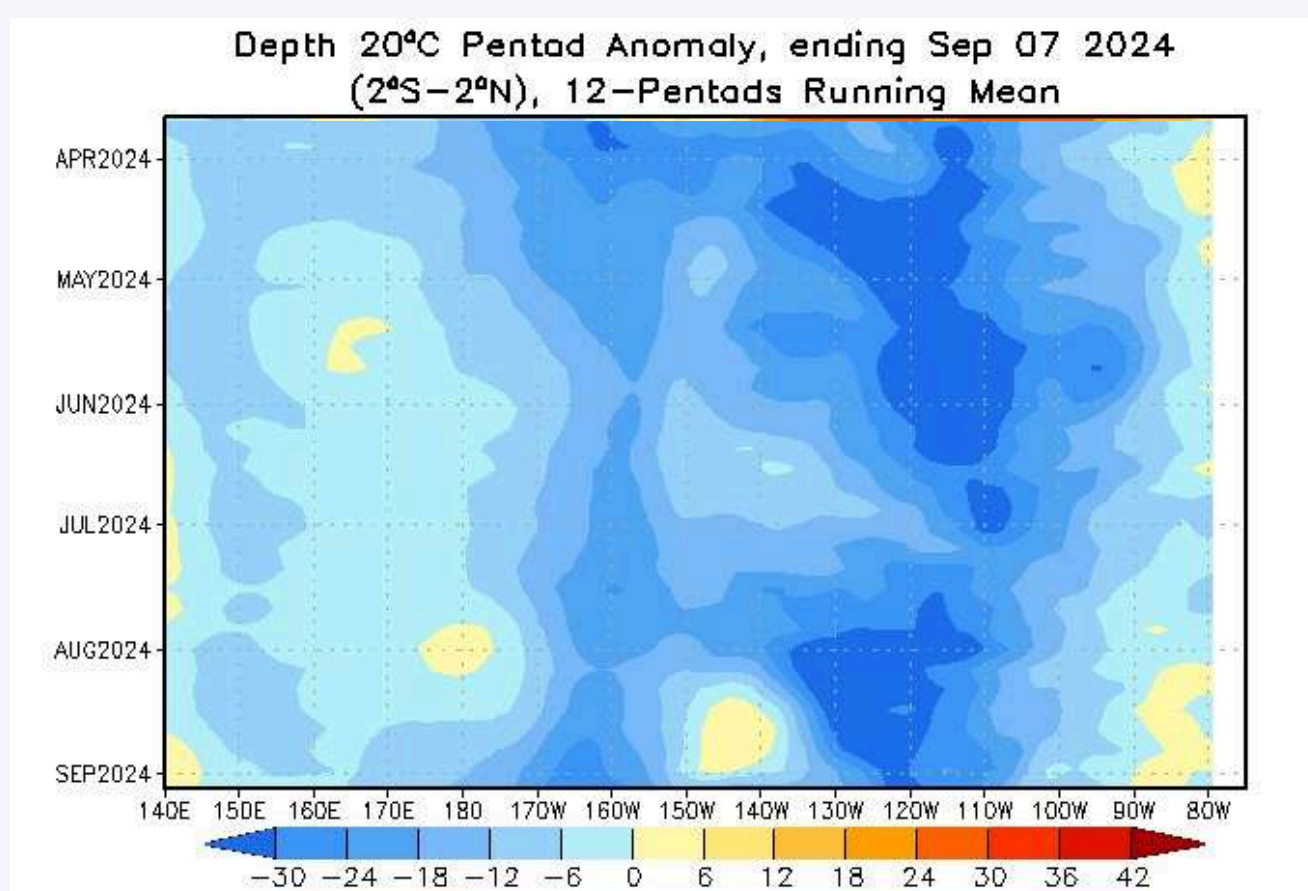 Depth 20°C Pentad Anomaly, ending Sep 07 2024
(2°S-2°N), 12-Pentads Running Mean
APR2024
MAY2024
JUN2024
JUL2024
AUG2024
SEP2024
140E 150E 160E 170E 180 170W 160W 150W 140W 130W 120W 110W 100W 90W 80W
-30 -24 -18 -12 -6 0 6 12 18 24 30 36 42